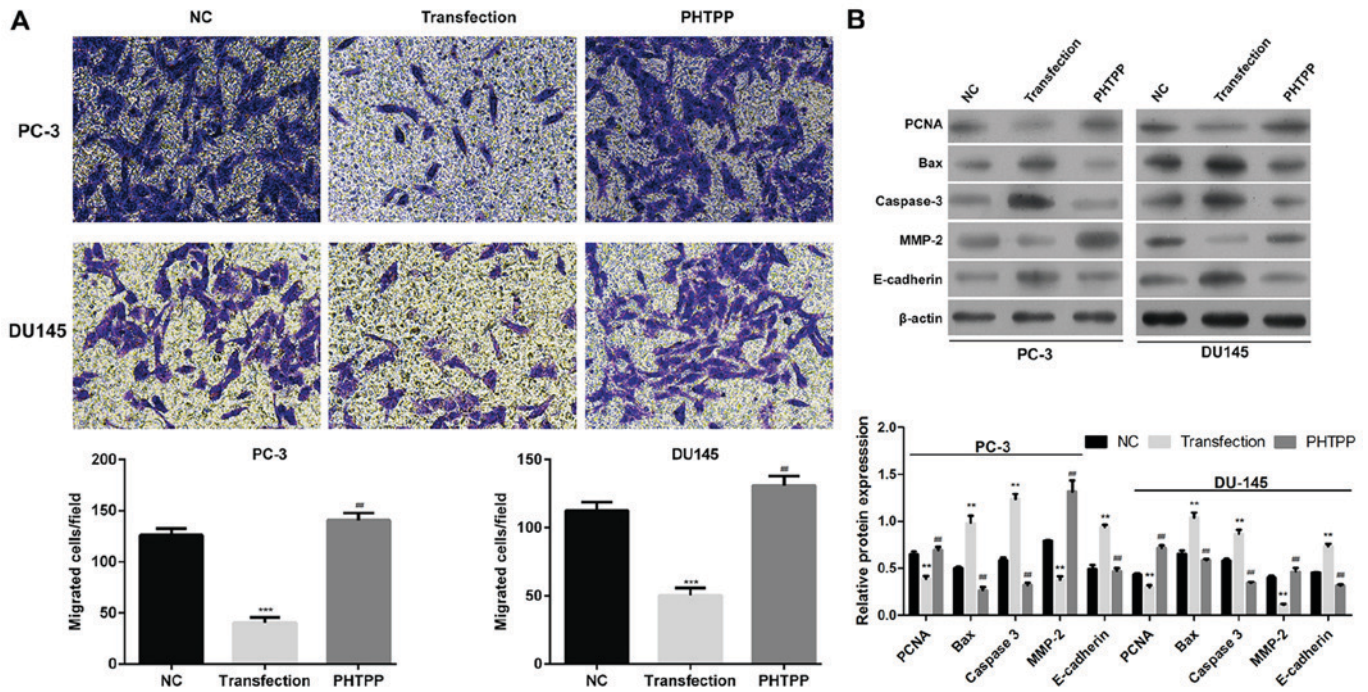 A
NC Transfection PHTPP
PC-3
DU145
PC-3
Migrated cells/field
200
150
100
50
0
***
##
NC Transfection PHTPP
DU145
Migrated cells/field
150
100
50
0
***
##
NC Transfection PHTPP
B
NC Transfection PHTPP NC Transfection PHTPP
PCNA
Bax
Caspase-3
MMP-2
E-cadherin
β-actin
PC-3 DU145
NC Transfection PHTPP
PC-3
DU-145
Relative protein expresssion
2.0
1.5
1.0
0.5
0.0
** ## ** ## ** ## ** ## ** ## ** ## ** ## ** ## ** ## ** ##
PCNA Bax Caspase 3 MMP-2 E-cadherin PCNA Bax Caspase 3 MMP-2 E-cadherin